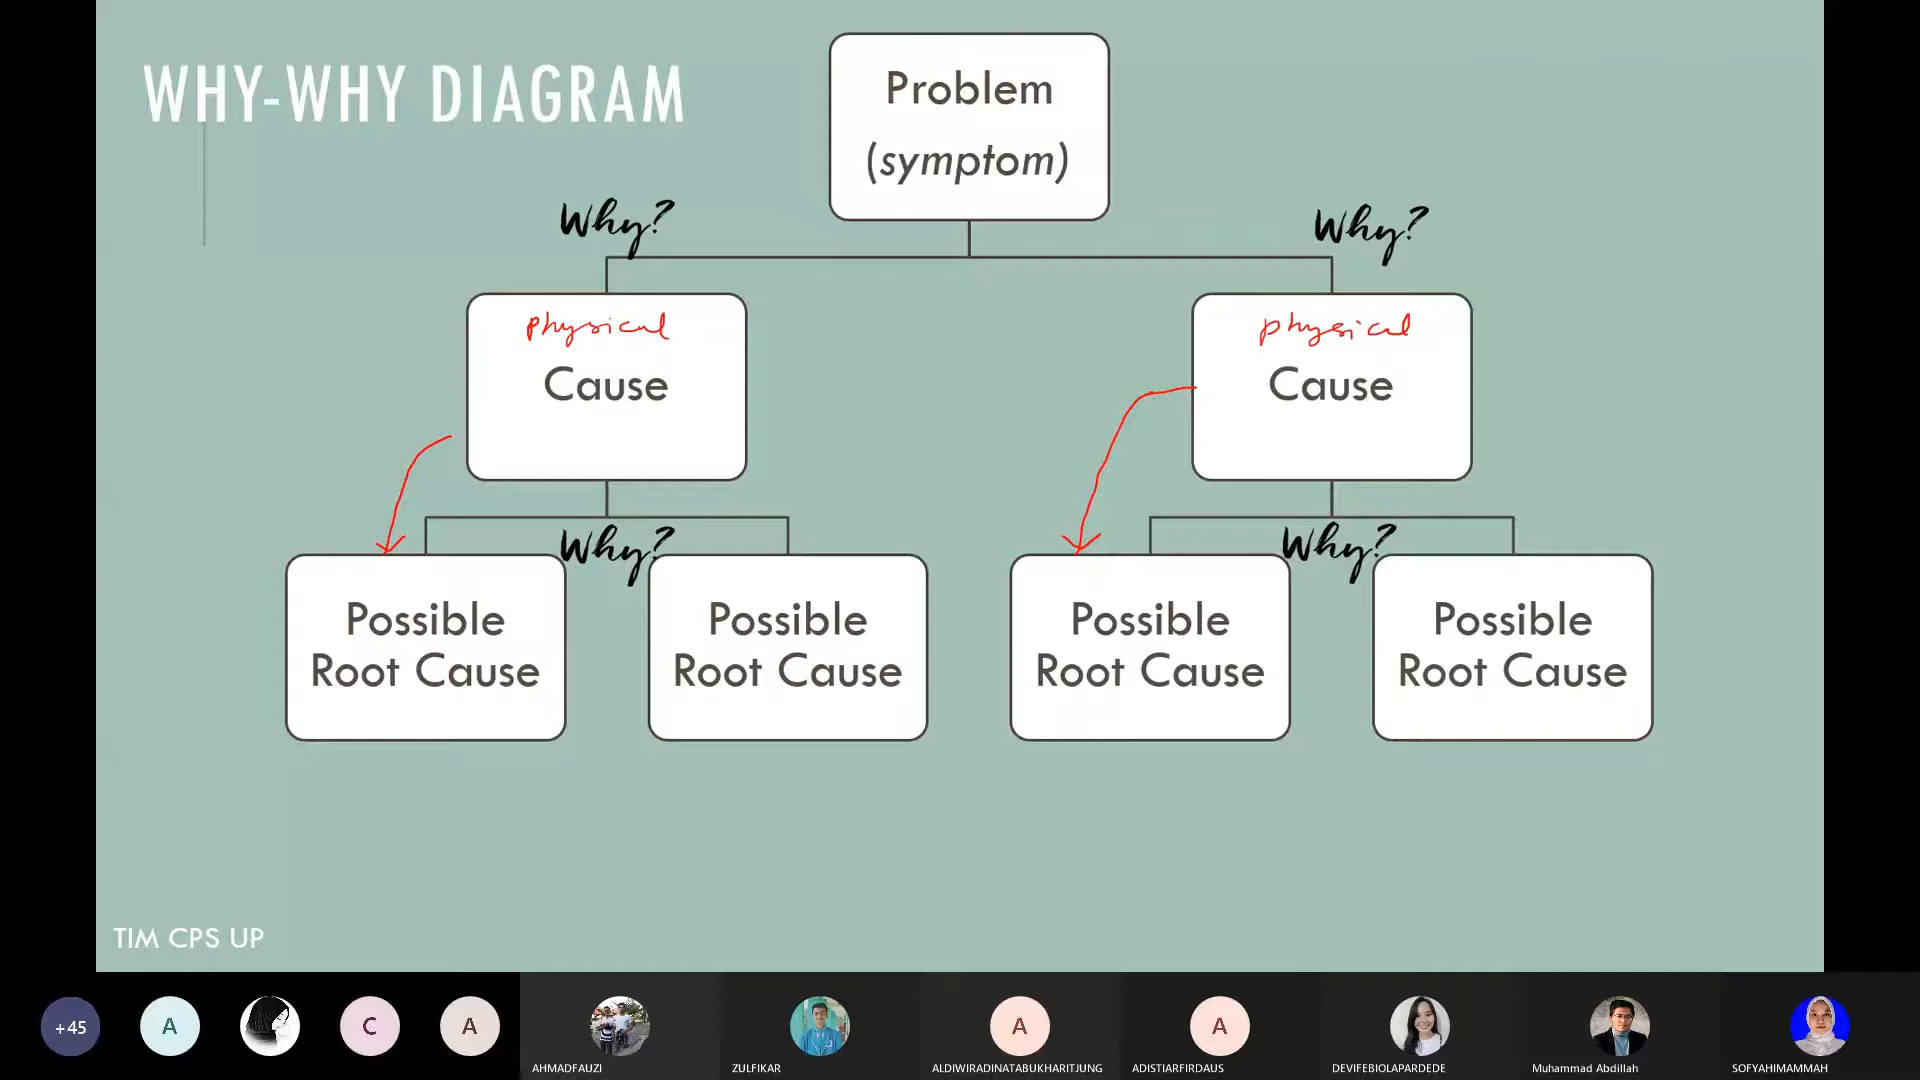 WHY-WHY DIAGRAM
Problem
(symptom)
Why?
Why?
physical
Cause
physical
Cause
Why?
Why?
Possible
Root Cause
Possible
Root Cause
Possible
Root Cause
Possible
Root Cause
TIM CPS UP
+45
A
C
A
A
A
AHMADFAUZI
ZULFIKAR
ALDIWIRADINATABUKHARITJUNG
ADISTIARFIRDAUS
DEVIFEBIOLAPARDEDE
Muhammad Abdillah
SOFYAHIMAMMAH